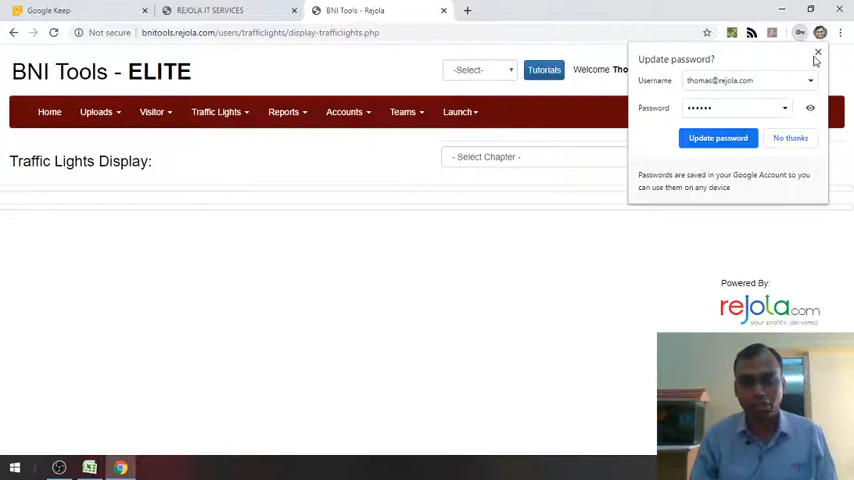 Google Keep
REJOLA IT SERVICES
BNI Tools - Rejola
Not secure
bnitools.rejola.com/users/trafficlights/display-trafficlights.php
BNI Tools - ELITE
-Select-
Tutorials
Welcome Tho
Home
Uploads
Visitor
Traffic Lights
Reports
Accounts
Teams
Launch
Traffic Lights Display:
- Select Chapter -
Update password?
Username
thomas@rejola.com
Password
••••••
Update password
No thanks
Passwords are saved in your Google Account so you
can use them on any device
Powered By:
rejola.com
your profits, delivered.